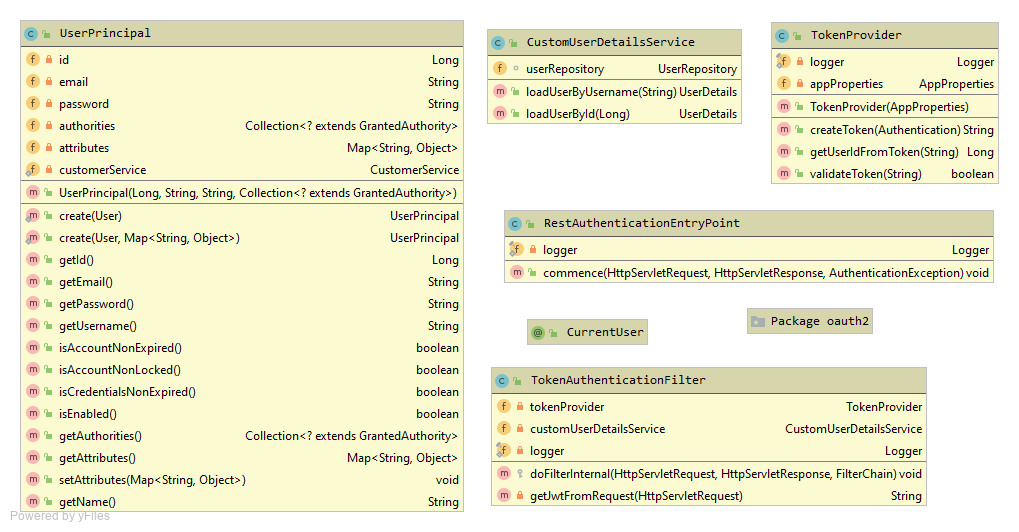 UserPrincipal
id Long
email String
password String
authorities Collection<? extends GrantedAuthority>
attributes Map<String, Object>
customerService CustomerService
UserPrincipal(Long, String, String, Collection<? extends GrantedAuthority>)
create(User) UserPrincipal
create(User, Map<String, Object>) UserPrincipal
getId() Long
getEmail() String
getPassword() String
getUsername() String
isAccountNonExpired() boolean
isAccountNonLocked() boolean
isCredentialsNonExpired() boolean
isEnabled() boolean
getAuthorities() Collection<? extends GrantedAuthority>
getAttributes() Map<String, Object>
setAttributes(Map<String, Object>) void
getName() String
CustomUserDetailsService
userRepository UserRepository
loadUserByUsername(String) UserDetails
loadUserById(Long) UserDetails
TokenProvider
logger Logger
appProperties AppProperties
TokenProvider(AppProperties)
createToken(Authentication) String
getUserIdFromToken(String) Long
validateToken(String) boolean
RestAuthenticationEntryPoint
logger Logger
commence(HttpServletRequest, HttpServletResponse, AuthenticationException) void
CurrentUser
Package oauth2
TokenAuthenticationFilter
tokenProvider TokenProvider
customUserDetailsService CustomUserDetailsService
logger Logger
doFilterInternal(HttpServletRequest, HttpServletResponse, FilterChain) void
getJwtFromRequest(HttpServletRequest) String
Powered by yFiles